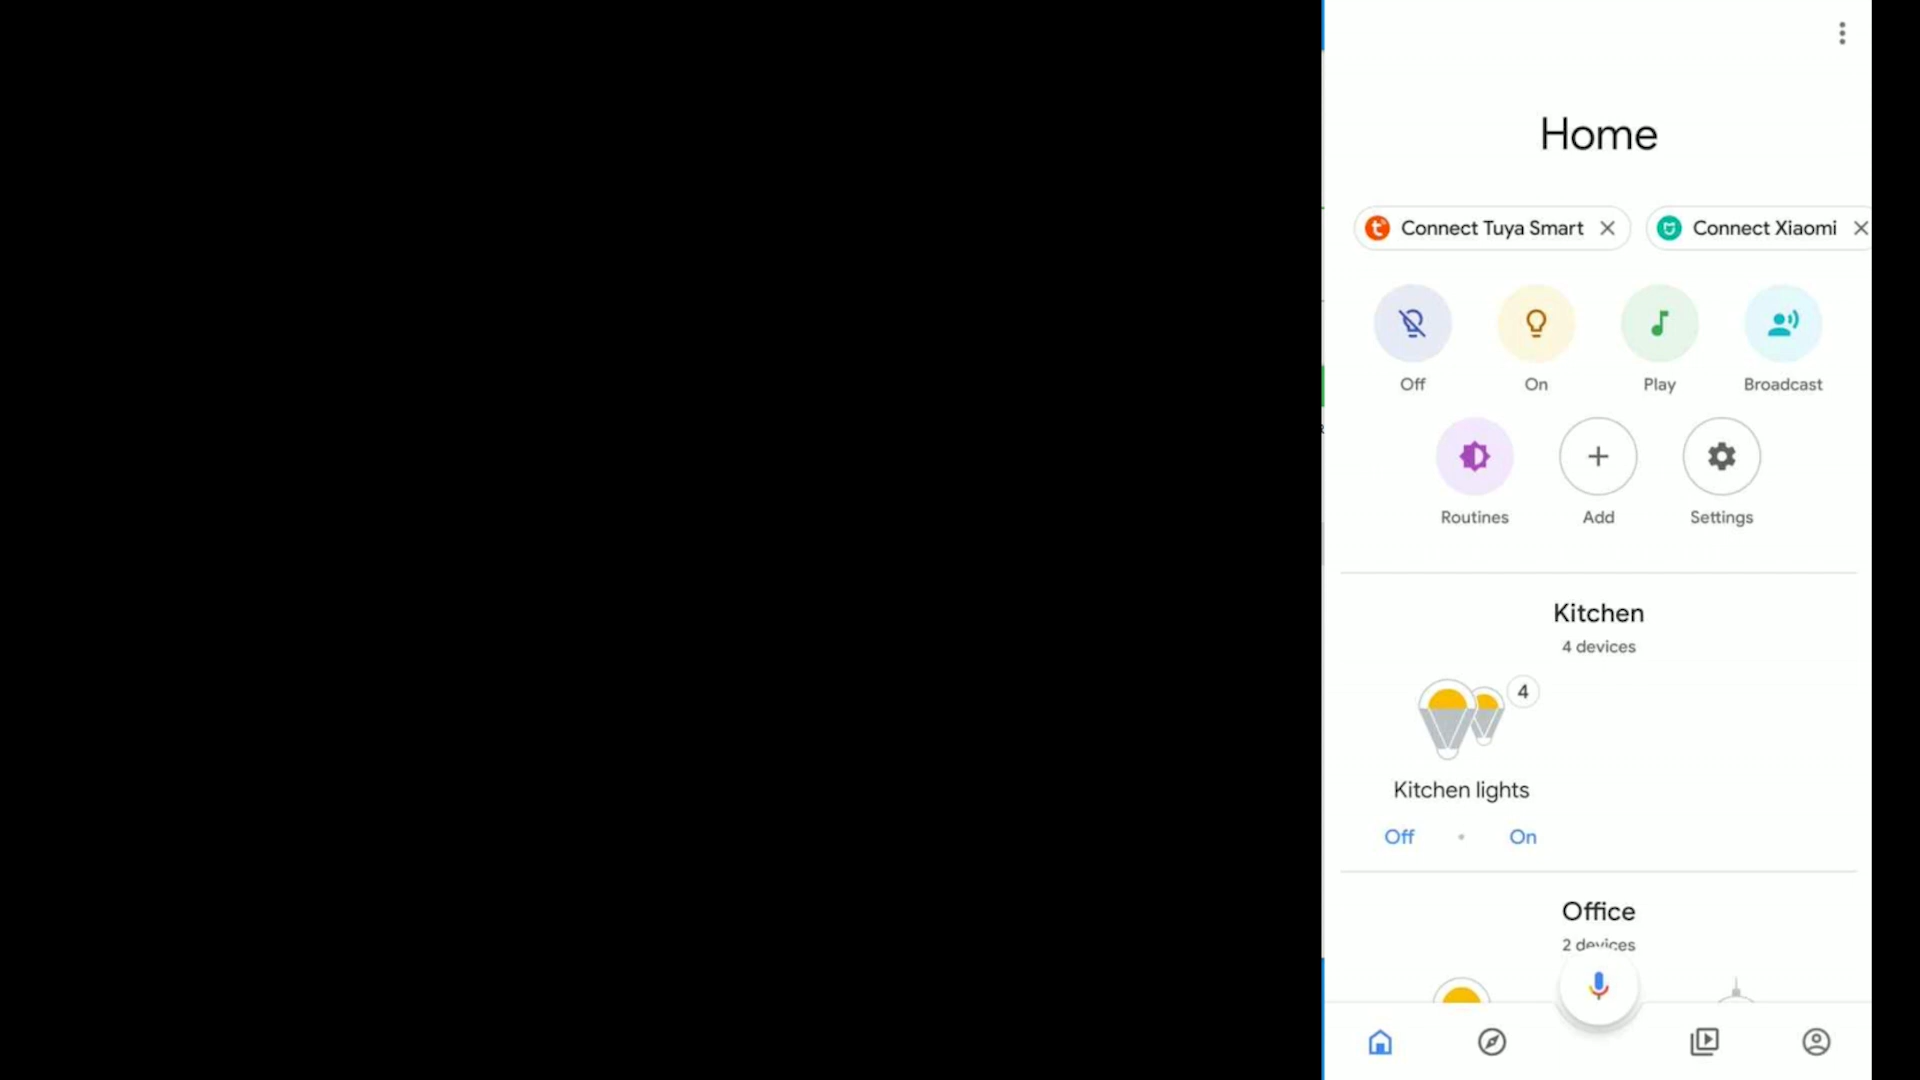 Home
Connect Tuya Smart
Connect Xiaomi
Off
On
Play
Broadcast
Routines
Add
Settings
Kitchen
4 devices
4
Kitchen lights
Off • On
Office
2 devices